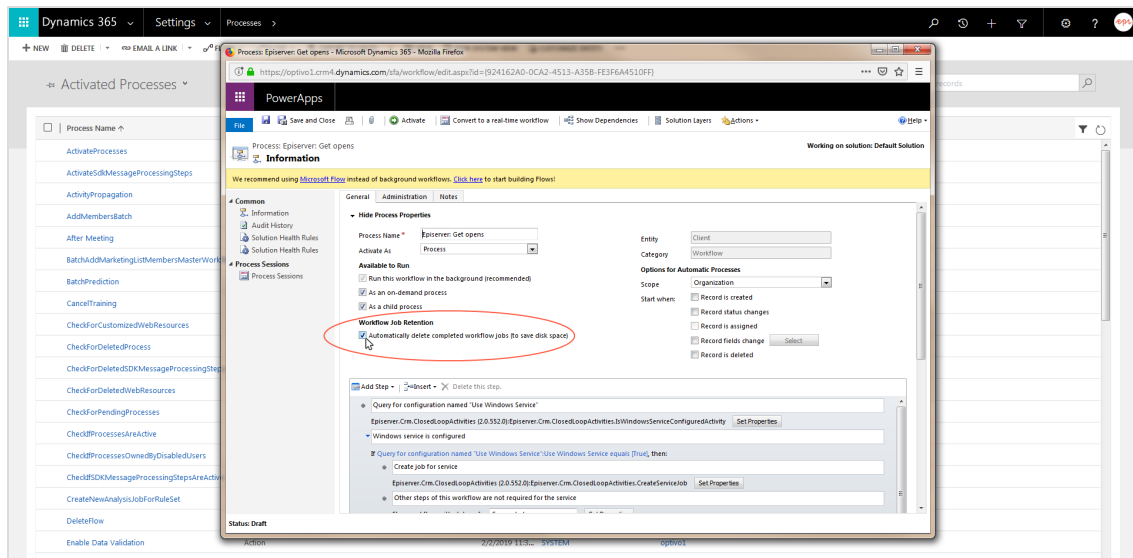 Dynamics 365 Settings Processes >
+ NEW DELETE EMAIL A LINK
Activated Processes
Process Name ↑
ActivateProcesses
ActivateSdkMessageProcessingSteps
ActivityPropagation
AddMembersBatch
After Meeting
BatchAddMarketingListMembersMasterWork
BatchPrediction
CancelTraining
CheckForCustomizedWebResources
CheckForDeletedProcess
CheckForDeletedSDKMessageProcessingStep
CheckForDeletedWebResources
CheckForPendingProcesses
CheckIfProcessesAreActive
CheckIfProcessesOwnedByDisabledUsers
CheckIfSDKMessageProcessingStepsAreActiv
CreateNewAnalysisJobForRuleSet
DeleteFlow
Enable Data Validation Action 2/2/2019 11:3... SYSTEM optivo1
Process: Episerver: Get opens - Microsoft Dynamics 365 - Mozilla Firefox
https://optivo1.crm4.dynamics.com/sfa/workflow/edit.aspx?id={924162A0-0CA2-4513-A35B-FE3F6A4510FF}
PowerApps
File Save and Close Activate Convert to a real-time workflow Show Dependencies Solution Layers Actions Help
Process: Episerver: Get opens
Information
Working on solution: Default Solution
We recommend using Microsoft Flow instead of background workflows. Click here to start building Flows!
Common
Information
Audit History
Solution Health Rules
Solution Health Rules
Process Sessions
Process Sessions
General Administration Notes
Hide Process Properties
Process Name * Episerver: Get opens
Activate As Process
Available to Run
Run this workflow in the background (recommended)
As an on-demand process
As a child process
Workflow Job Retention
Automatically delete completed workflow jobs (to save disk space)
Entity Client
Category Workflow
Options for Automatic Processes
Scope Organization
Start when: Record is created
Record status changes
Record is assigned
Record fields change Select
Record is deleted
Add Step Insert Delete this step.
Query for configuration named "Use Windows Service"
Episerver.Crm.ClosedLoopActivities (2.0.552.0):Episerver.Crm.ClosedLoopActivities.IsWindowsServiceConfiguredActivity Set Properties
Windows service is configured
If Query for configuration named "Use Windows Service":Use Windows Service equals [True], then:
Create job for service
Episerver.Crm.ClosedLoopActivities (2.0.552.0):Episerver.Crm.ClosedLoopActivities.CreateServiceJob Set Properties
Other steps of this workflow are not required for the service
Status: Draft